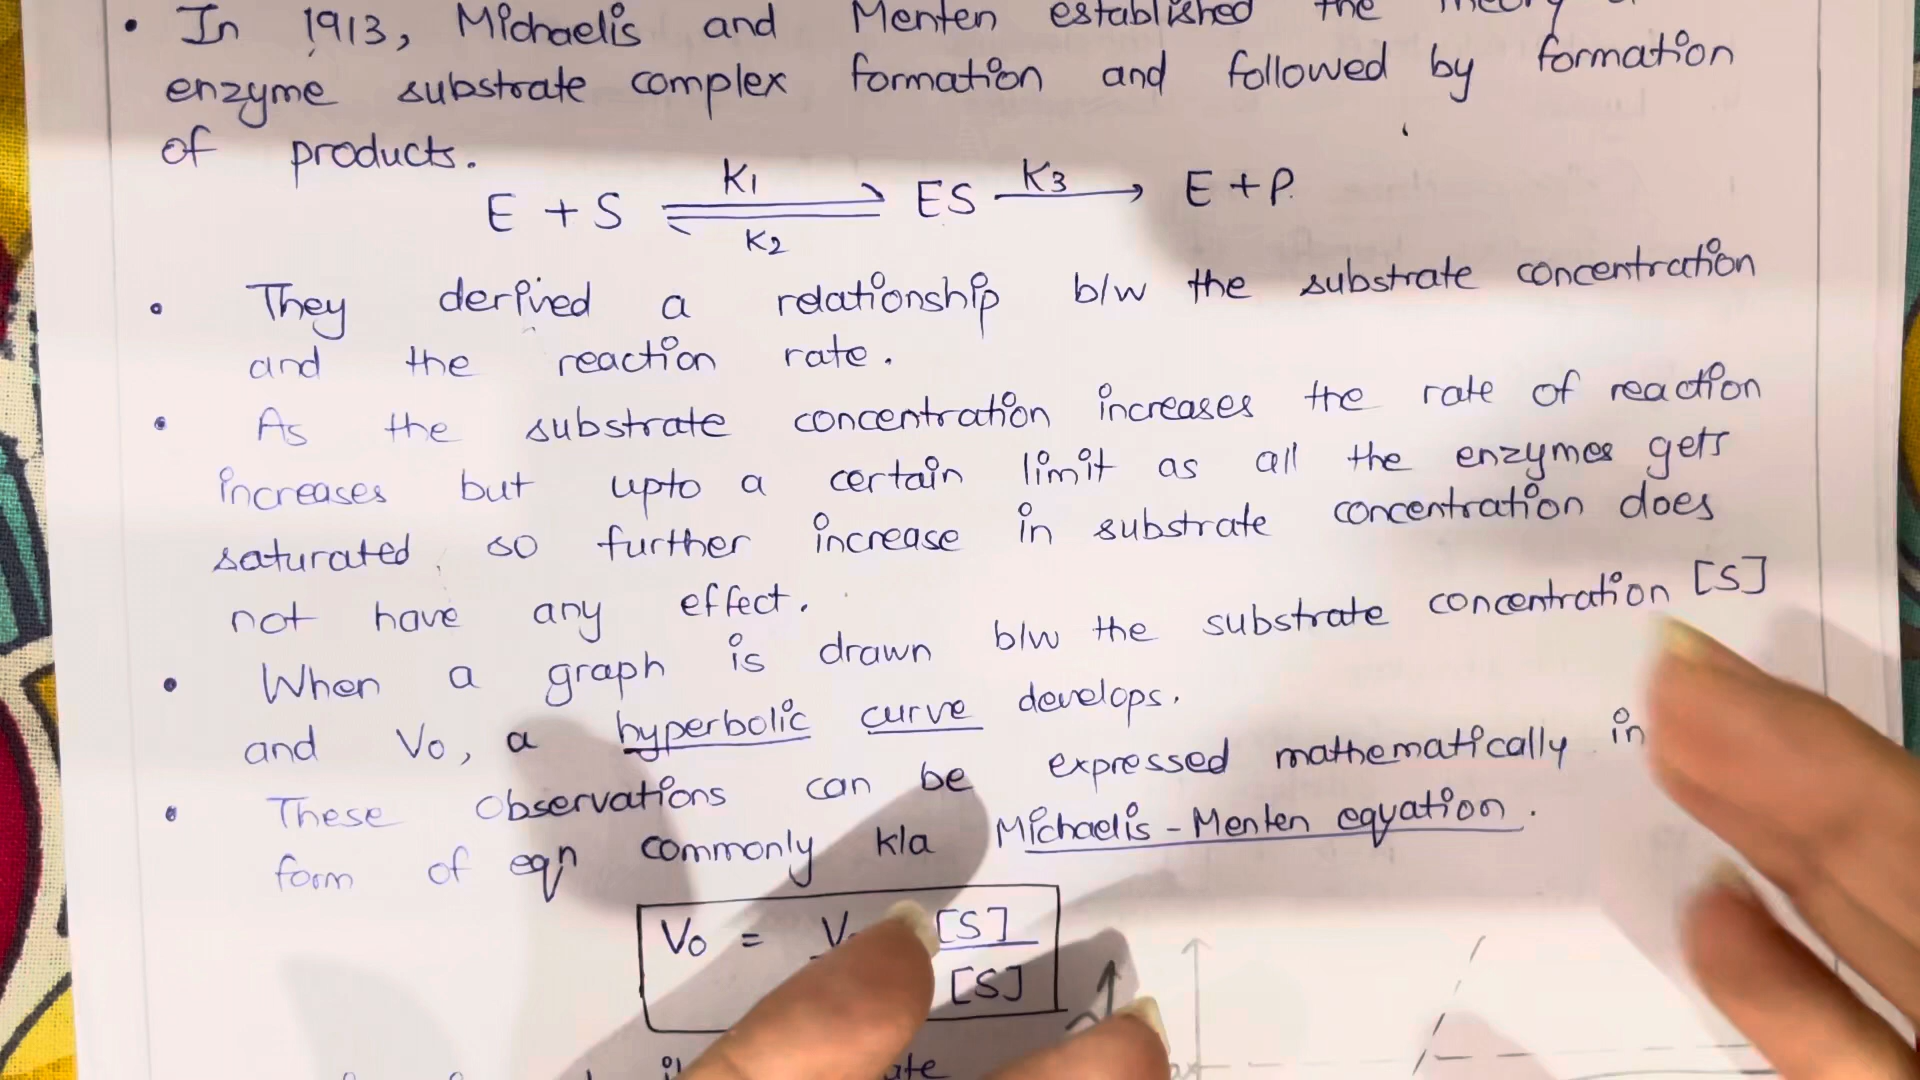 • In 1913, Michaelis and Menten established the theory
enzyme substrate complex formation and followed by formation
of products.
K1 K3
E + S ⇌ ES → E + P.
K2
• They derived a relationship b/w the substrate concentration
and the reaction rate.
• As the substrate concentration increases the rate of reaction
increases but upto a certain limit as all the enzymes gets
saturated so further increase in substrate concentration does
not have any effect.
• When a graph is drawn b/w the substrate concentration [S]
and Vo, a hyperbolic curve develops.
• These observations can be expressed mathematically in
form of eqn commonly k/a Michaelis-Menten equation.
Vo = V [S]
[S]